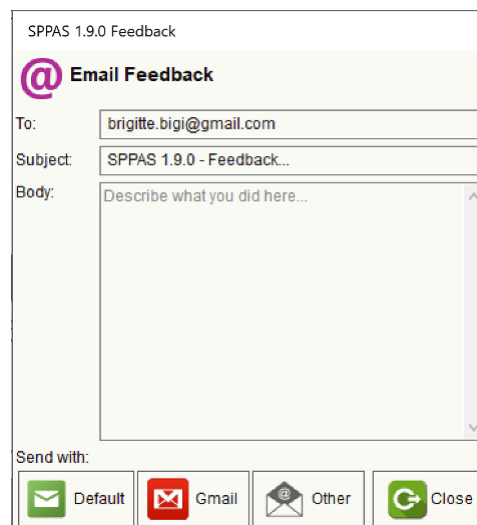 SPPAS 1.9.0 Feedback
@ Email Feedback
To: brigitte.bigi@gmail.com
Subject: SPPAS 1.9.0 - Feedback...
Body: Describe what you did here...
Send with:
Default Gmail @ Other Close